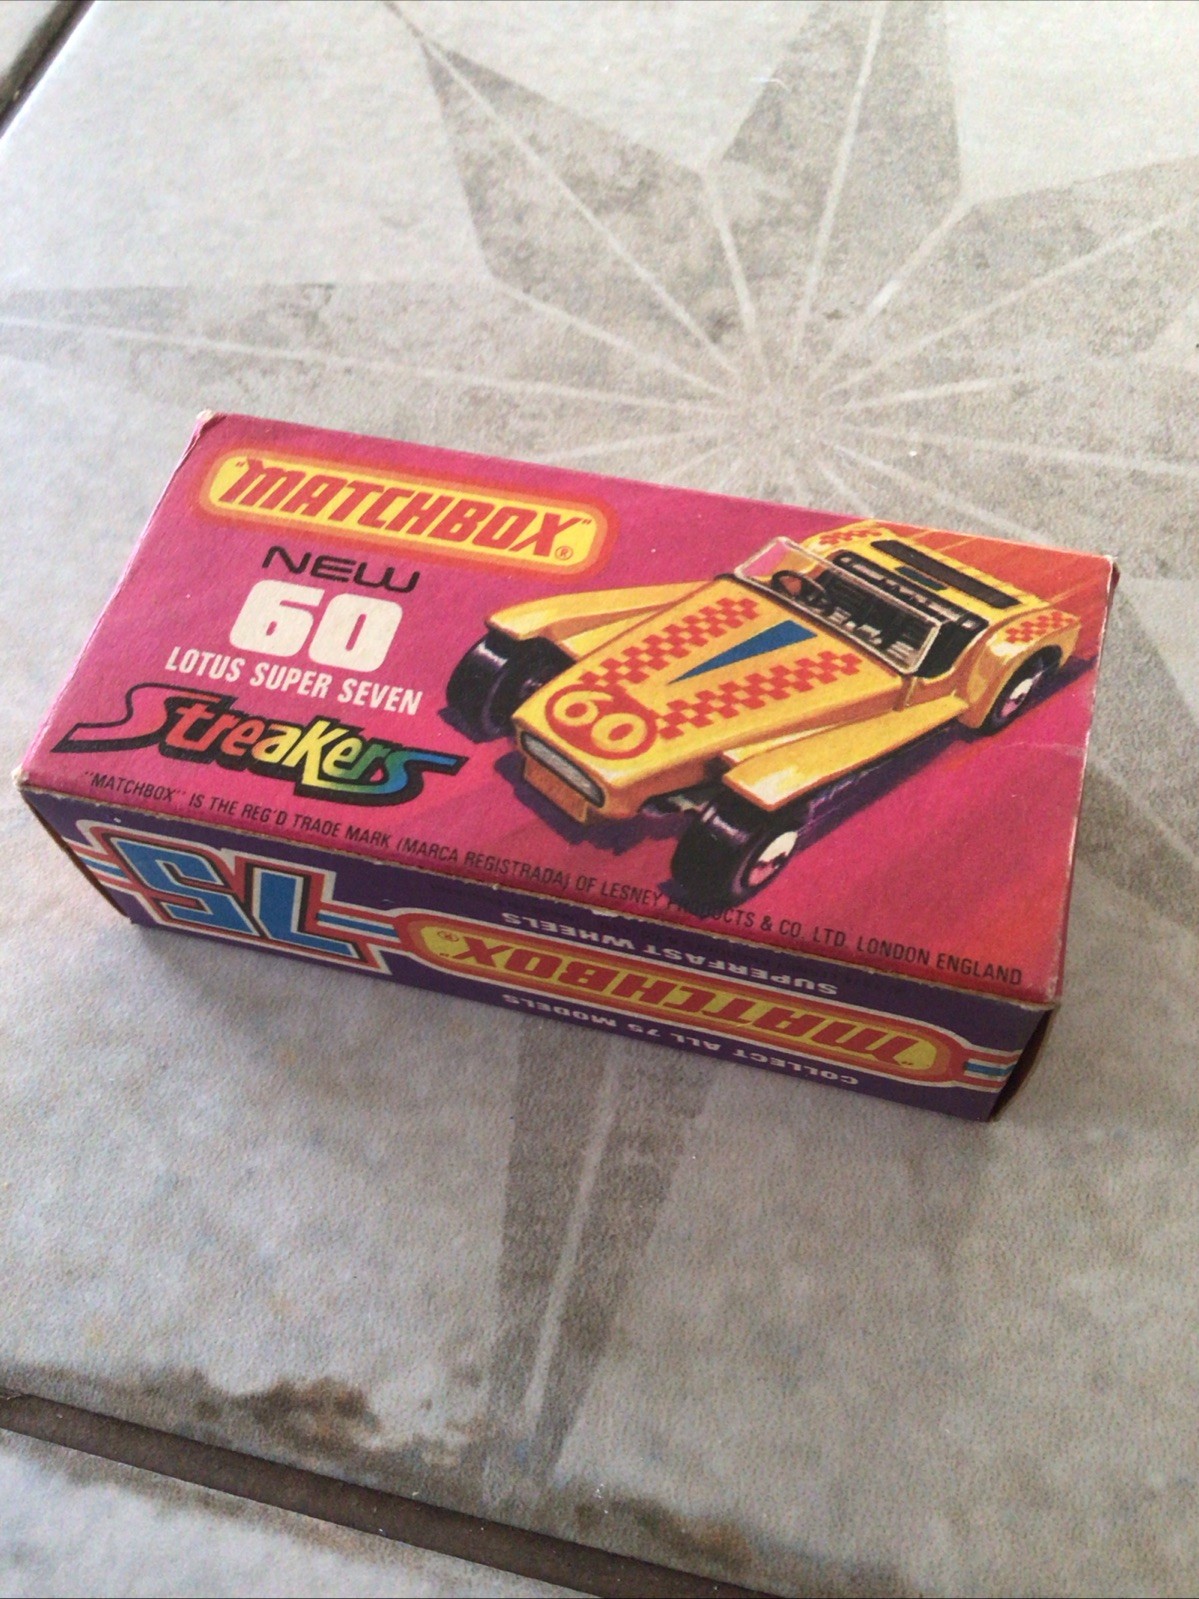 "MATCHBOX"®
NEW
60
LOTUS SUPER SEVEN
Streakers
60
"MATCHBOX" IS THE REG'D TRADE MARK (MARCA REGISTRADA) OF LESNEY PRODUCTS & CO. LTD. LONDON ENGLAND
COLLECT ALL 75 MODELS
"MATCHBOX"®
75
SUPERFAST WHEELS